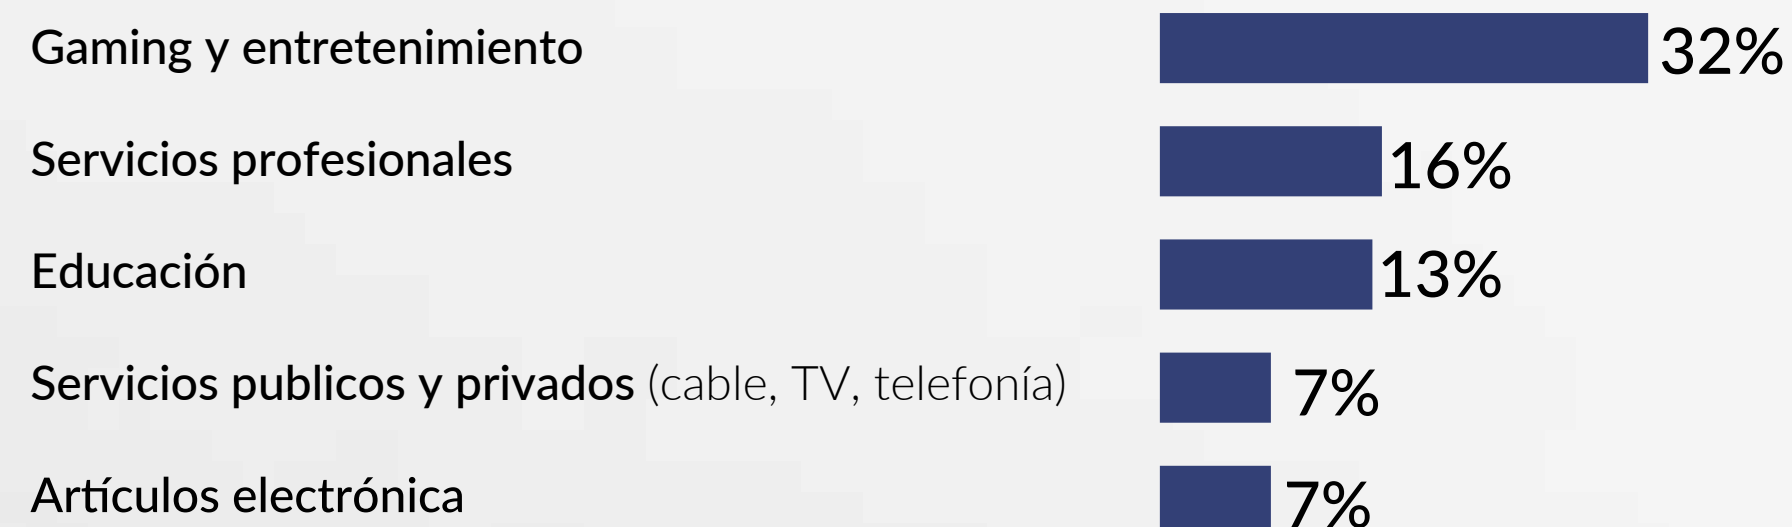 Gaming y entretenimiento 32%
Servicios profesionales 16%
Educación 13%
Servicios publicos y privados (cable, TV, telefonía) 7%
Artículos electrónica 7%